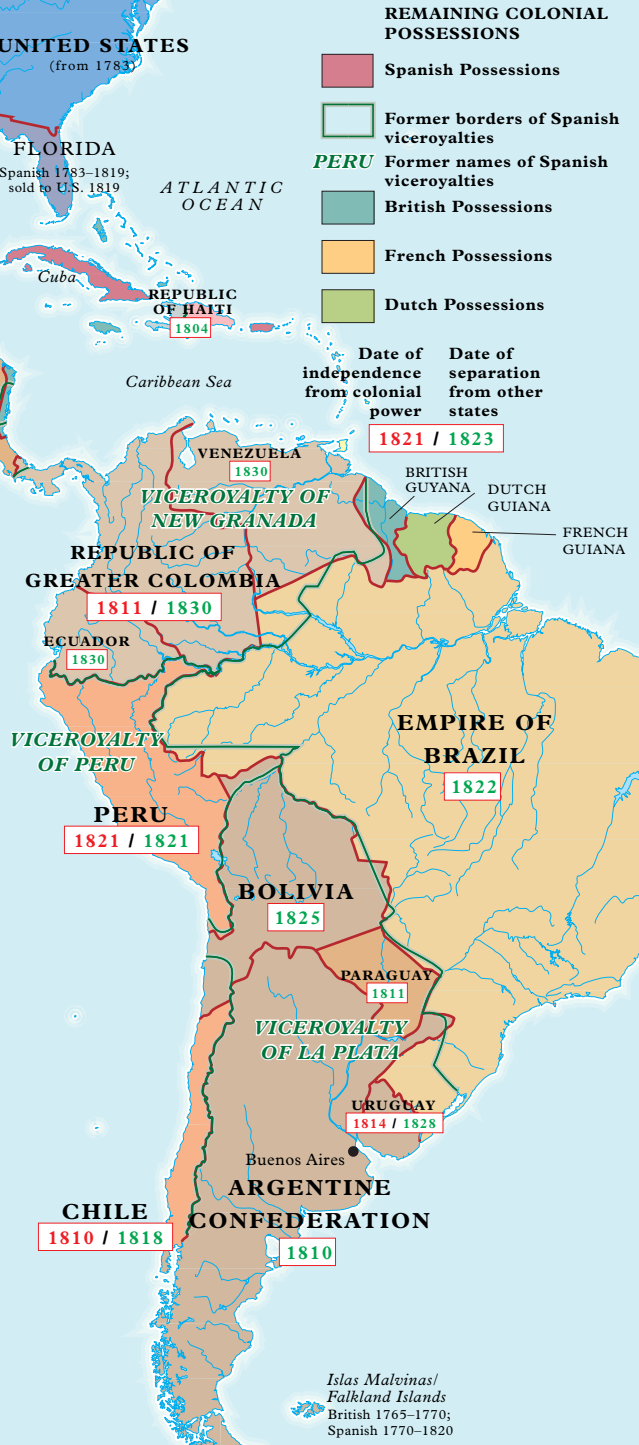 REMAINING COLONIAL
POSSESSIONS
Spanish Possessions
Former borders of Spanish
viceroyalties
PERU Former names of Spanish
viceroyalties
British Possessions
French Possessions
Dutch Possessions
Date of
independence
from colonial
power
Date of
separation
from other
states
1821 / 1823
UNITED STATES
(from 1783)
FLORIDA
Spanish 1783–1819;
sold to U.S. 1819
ATLANTIC
OCEAN
Cuba
REPUBLIC
OF HAITI
1804
Caribbean Sea
VENEZUELA
1830
VICEROYALTY OF
NEW GRANADA
BRITISH
GUYANA
DUTCH
GUIANA
FRENCH
GUIANA
REPUBLIC OF
GREATER COLOMBIA
1811 / 1830
ECUADOR
1830
VICEROYALTY
OF PERU
EMPIRE OF
BRAZIL
1822
PERU
1821 / 1821
BOLIVIA
1825
PARAGUAY
1811
VICEROYALTY
OF LA PLATA
URUGUAY
1814 / 1828
Buenos Aires
ARGENTINE
CONFEDERATION
1810
CHILE
1810 / 1818
Islas Malvinas/
Falkland Islands
British 1765–1770;
Spanish 1770–1820